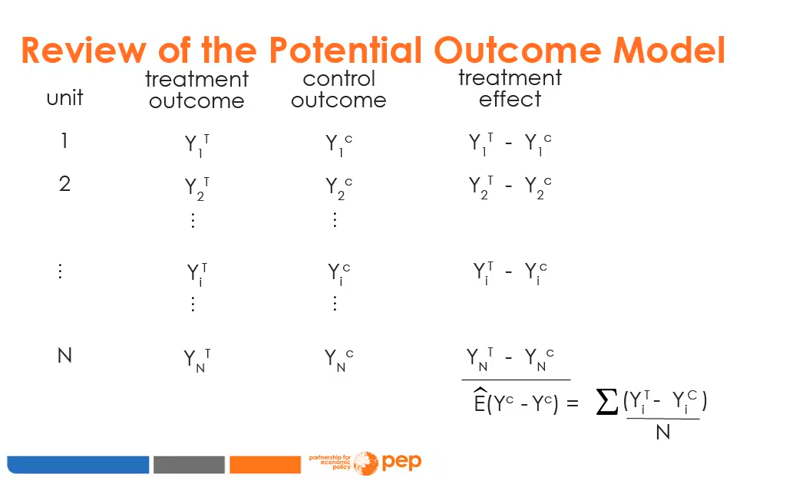 Review of the Potential Outcome Model
unit treatment outcome control outcome treatment effect
1 Y₁ᵀ Y₁ᶜ Y₁ᵀ - Y₁ᶜ
2 Y₂ᵀ Y₂ᶜ Y₂ᵀ - Y₂ᶜ
⋮ ⋮
⋮ Yᵢᵀ Yᵢᶜ Yᵢᵀ - Yᵢᶜ
⋮ ⋮
N Y_Nᵀ Y_Nᶜ Y_Nᵀ - Y_Nᶜ
Ê(Yᶜ - Yᶜ) = Σ (Yᵢᵀ - Yᵢᶜ)
N
partnership for
economic
policy
pep